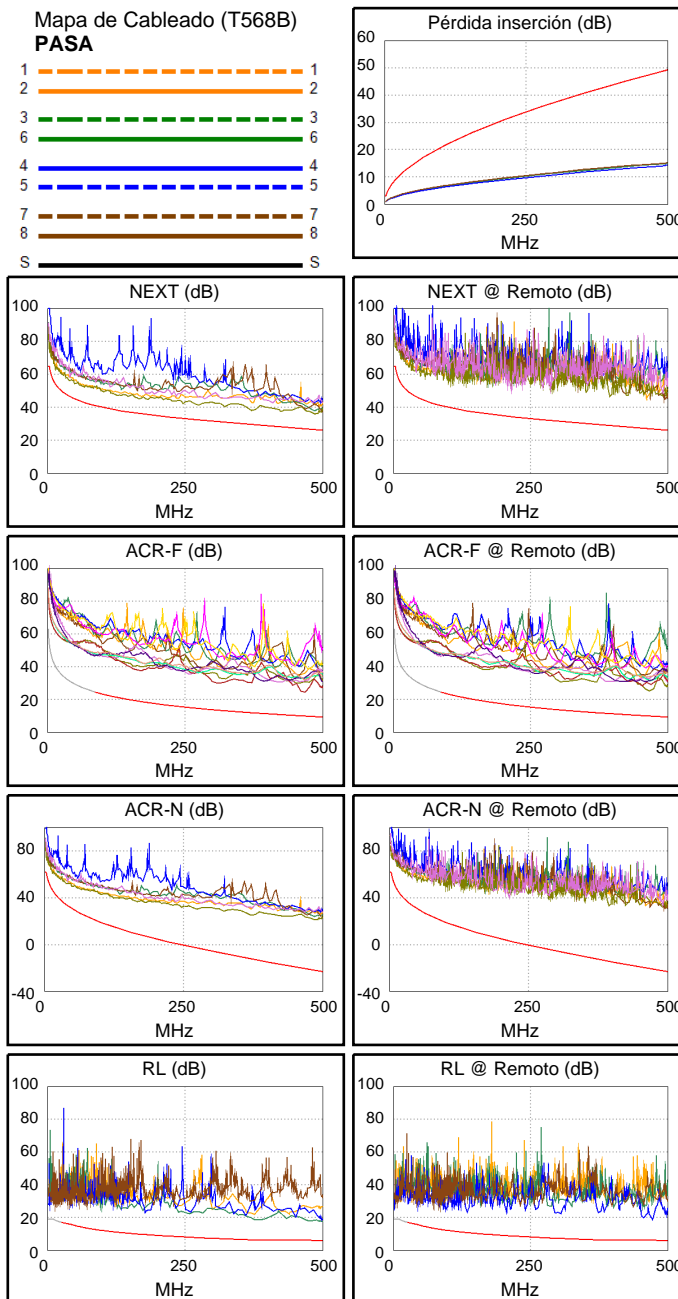 Mapa de Cableado (T568B)
PASA
1 1
2 2
3 3
6 6
4 4
5 5
7 7
8 8
S S
Pérdida inserción (dB)
60
50
40
30
20
10
0
0 250 500
MHz
NEXT (dB)
100
80
60
40
20
0
0 250 500
MHz
NEXT @ Remoto (dB)
100
80
60
40
20
0
0 250 500
MHz
ACR-F (dB)
100
80
60
40
20
0
0 250 500
MHz
ACR-F @ Remoto (dB)
100
80
60
40
20
0
0 250 500
MHz
ACR-N (dB)
80
40
0
-40
0 250 500
MHz
ACR-N @ Remoto (dB)
80
40
0
-40
0 250 500
MHz
RL (dB)
100
80
60
40
20
0
0 250 500
MHz
RL @ Remoto (dB)
100
80
60
40
20
0
0 250 500
MHz